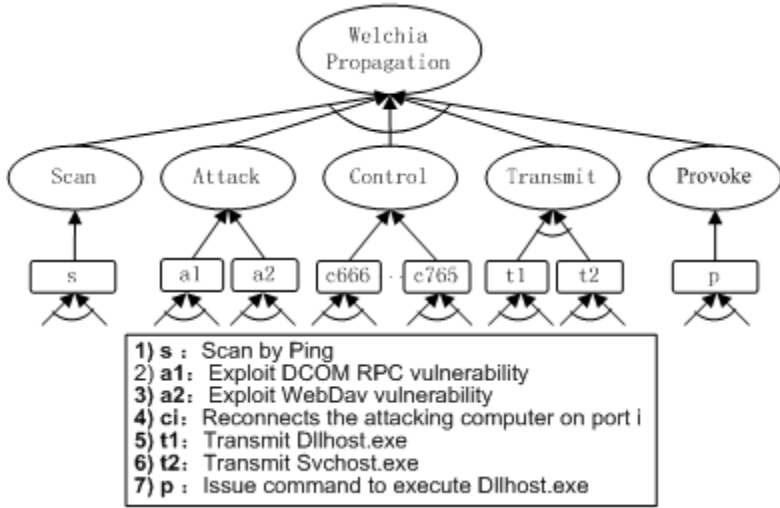 Welchia
Propagation
Scan Attack Control Transmit Provoke
s a1 a2 c666 ·· c765 t1 t2 p
1) s： Scan by Ping
2) a1： Exploit DCOM RPC vulnerability
3) a2： Exploit WebDav vulnerability
4) ci： Reconnects the attacking computer on port i
5) t1： Transmit Dllhost.exe
6) t2： Transmit Svchost.exe
7) p： Issue command to execute Dllhost.exe